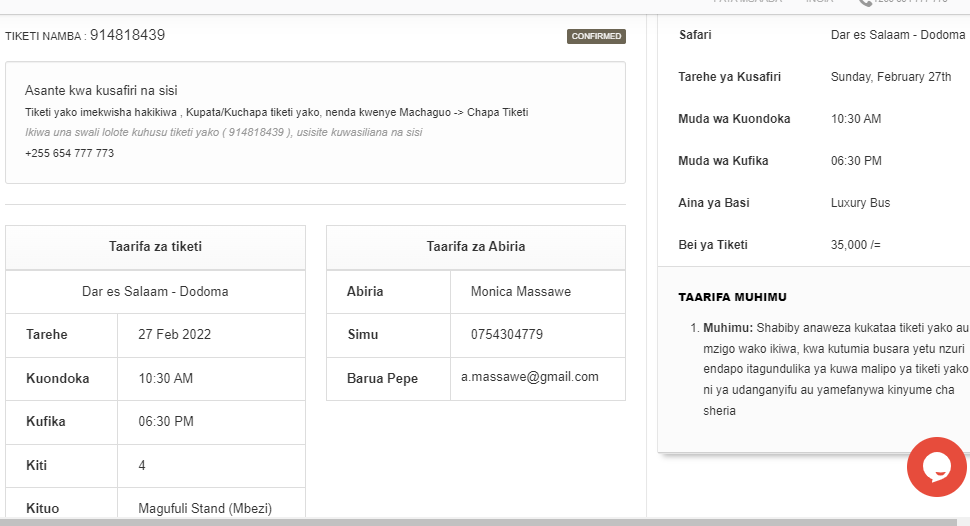 TIKETI NAMBA : 914818439
CONFIRMED
Asante kwa kusafiri na sisi
Tiketi yako imekwisha hakikiwa , Kupata/Kuchapa tiketi yako, nenda kwenye Machaguo -> Chapa Tiketi
Ikiwa una swali lolote kuhusu tiketi yako ( 914818439 ), usisite kuwasiliana na sisi
+255 654 777 773
Taarifa za tiketi
Dar es Salaam - Dodoma
Tarehe 27 Feb 2022
Kuondoka 10:30 AM
Kufika 06:30 PM
Kiti 4
Kituo Magufuli Stand (Mbezi)
Taarifa za Abiria
Abiria Monica Massawe
Simu 0754304779
Barua Pepe a.massawe@gmail.com
Safari Dar es Salaam - Dodoma
Tarehe ya Kusafiri Sunday, February 27th
Muda wa Kuondoka 10:30 AM
Muda wa Kufika 06:30 PM
Aina ya Basi Luxury Bus
Bei ya Tiketi 35,000 /=
TAARIFA MUHIMU
1. Muhimu: Shabiby anaweza kukataa tiketi yako au
mzigo wako ikiwa, kwa kutumia busara yetu nzuri
endapo itagundulika ya kuwa malipo ya tiketi yako
ni ya udanganyifu au yamefanywa kinyume cha
sheria